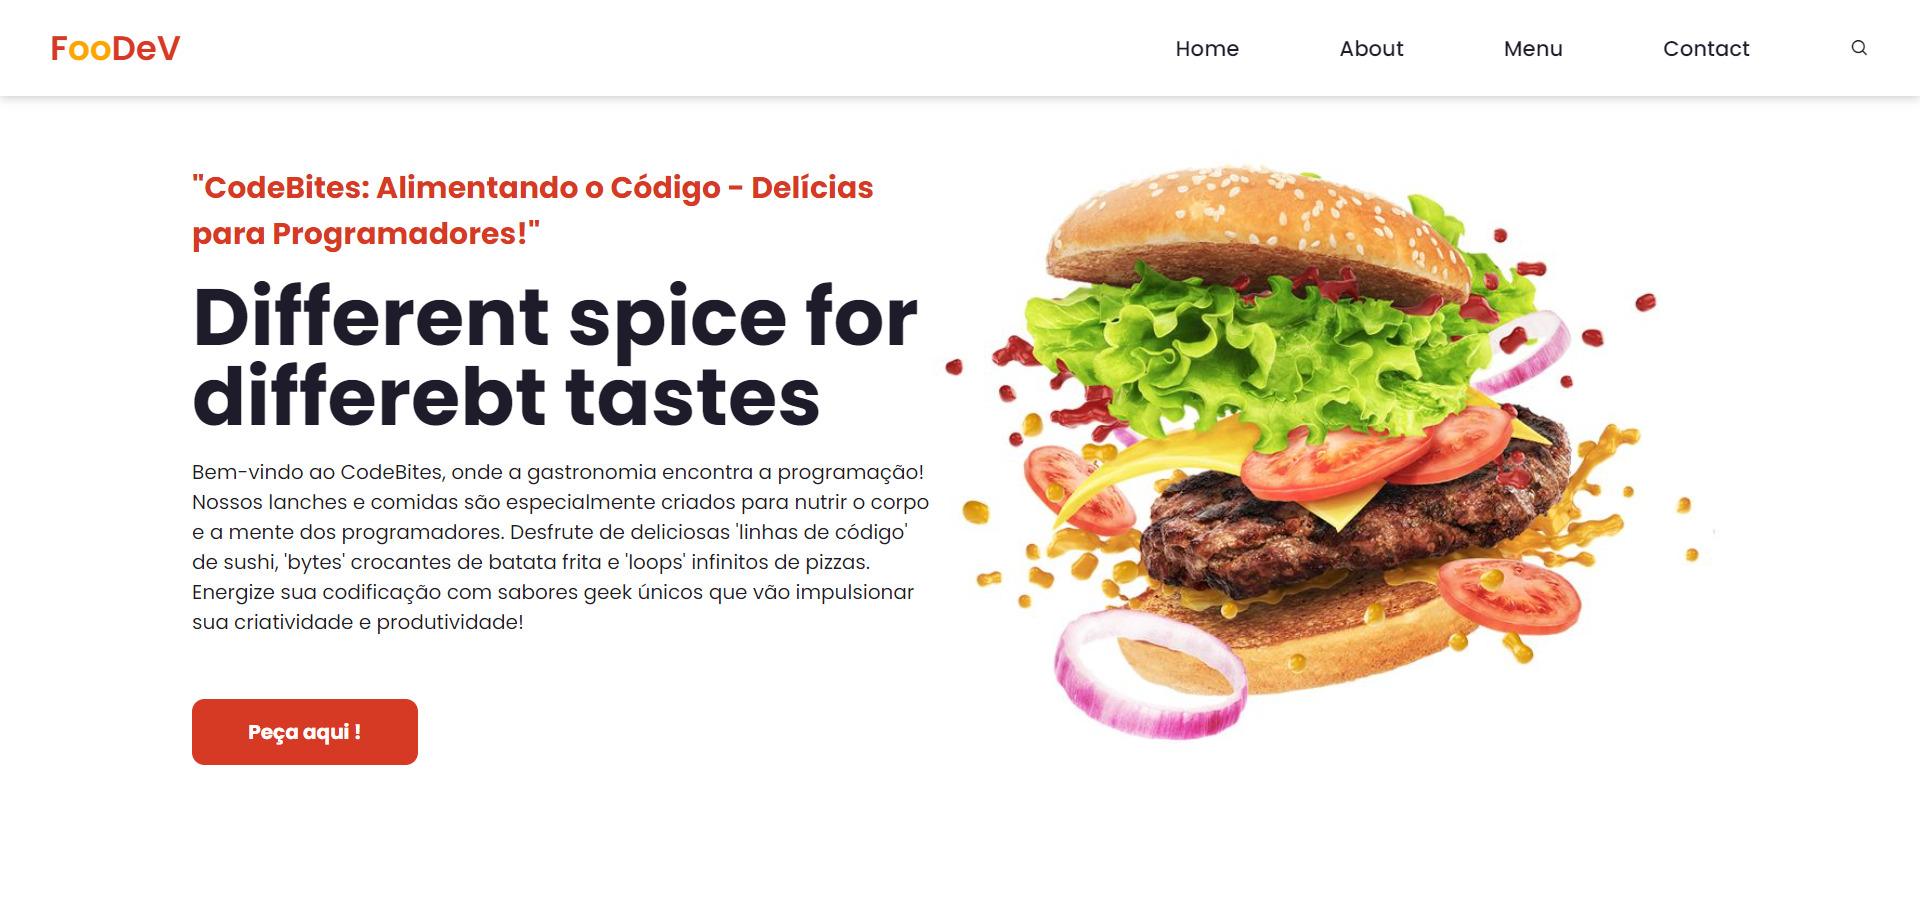 FooDeV
Home About Menu Contact
"CodeBites: Alimentando o Código - Delícias
para Programadores!"
Different spice for
differebt tastes
Bem-vindo ao CodeBites, onde a gastronomia encontra a programação!
Nossos lanches e comidas são especialmente criados para nutrir o corpo
e a mente dos programadores. Desfrute de deliciosas 'linhas de código'
de sushi, 'bytes' crocantes de batata frita e 'loops' infinitos de pizzas.
Energize sua codificação com sabores geek únicos que vão impulsionar
sua criatividade e produtividade!
Peça aqui !